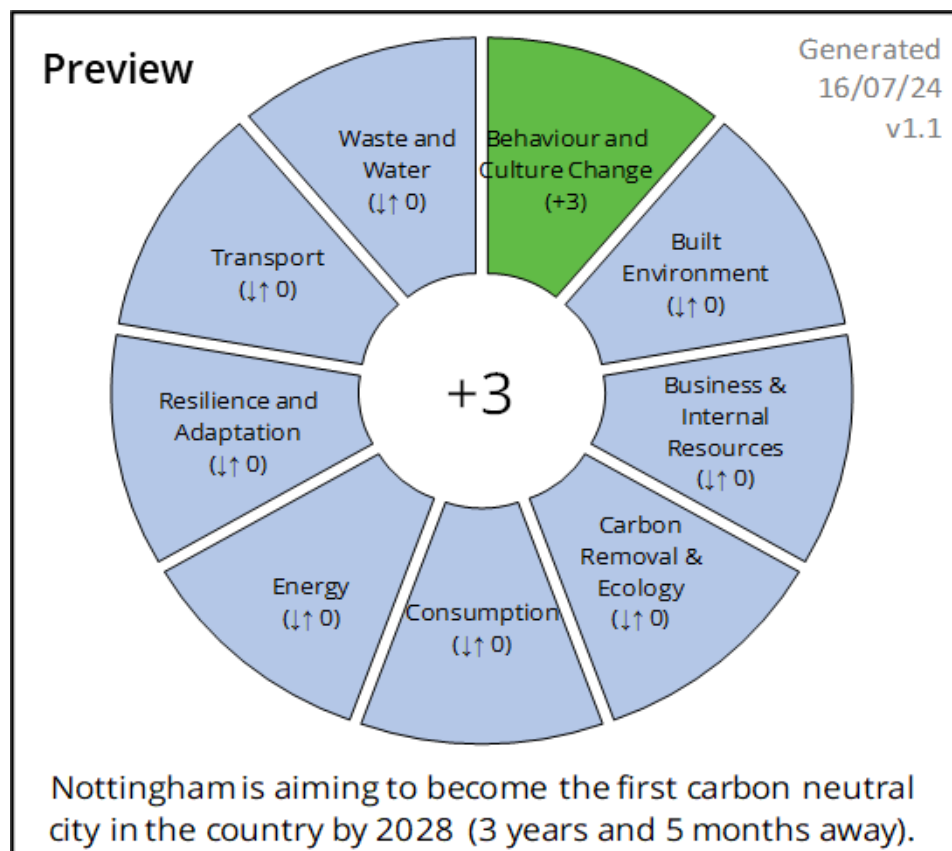 Preview
Generated
16/07/24
v1.1
Waste and
Water
(↓↑ 0)
Behaviour and
Culture Change
(+3)
Built
Environment
(↓↑ 0)
Transport
(↓↑ 0)
Business &
Internal
Resources
(↓↑ 0)
Resilience and
Adaptation
(↓↑ 0)
+3
Carbon
Removal &
Ecology
(↓↑ 0)
Energy
(↓↑ 0)
Consumption
(↓↑ 0)
Nottingham is aiming to become the first carbon neutral
city in the country by 2028 (3 years and 5 months away).